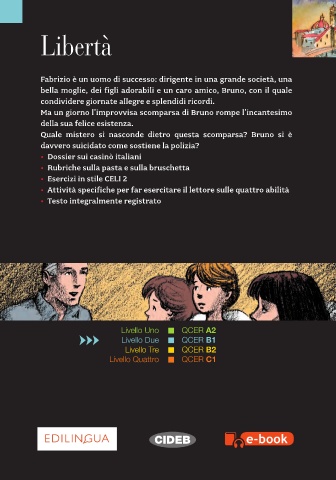 Libertà
Fabrizio è un uomo di successo: dirigente in una grande società, una
bella moglie, dei figli adorabili e un caro amico, Bruno, con il quale
condividere giornate allegre e splendidi ricordi.
Ma un giorno l'improvvisa scomparsa di Bruno rompe l'incantesimo
della sua felice esistenza.
Quale mistero si nasconde dietro questa scomparsa? Bruno si è
davvero suicidato come sostiene la polizia?
• Dossier sui casinò italiani
• Rubriche sulla pasta e sulla bruschetta
• Esercizi in stile CELI 2
• Attività specifiche per far esercitare il lettore sulle quattro abilità
• Testo integralmente registrato
Livello Uno QCER A2
Livello Due QCER B1
Livello Tre QCER B2
Livello Quattro QCER C1
EDILINGUA CIDEB e-book